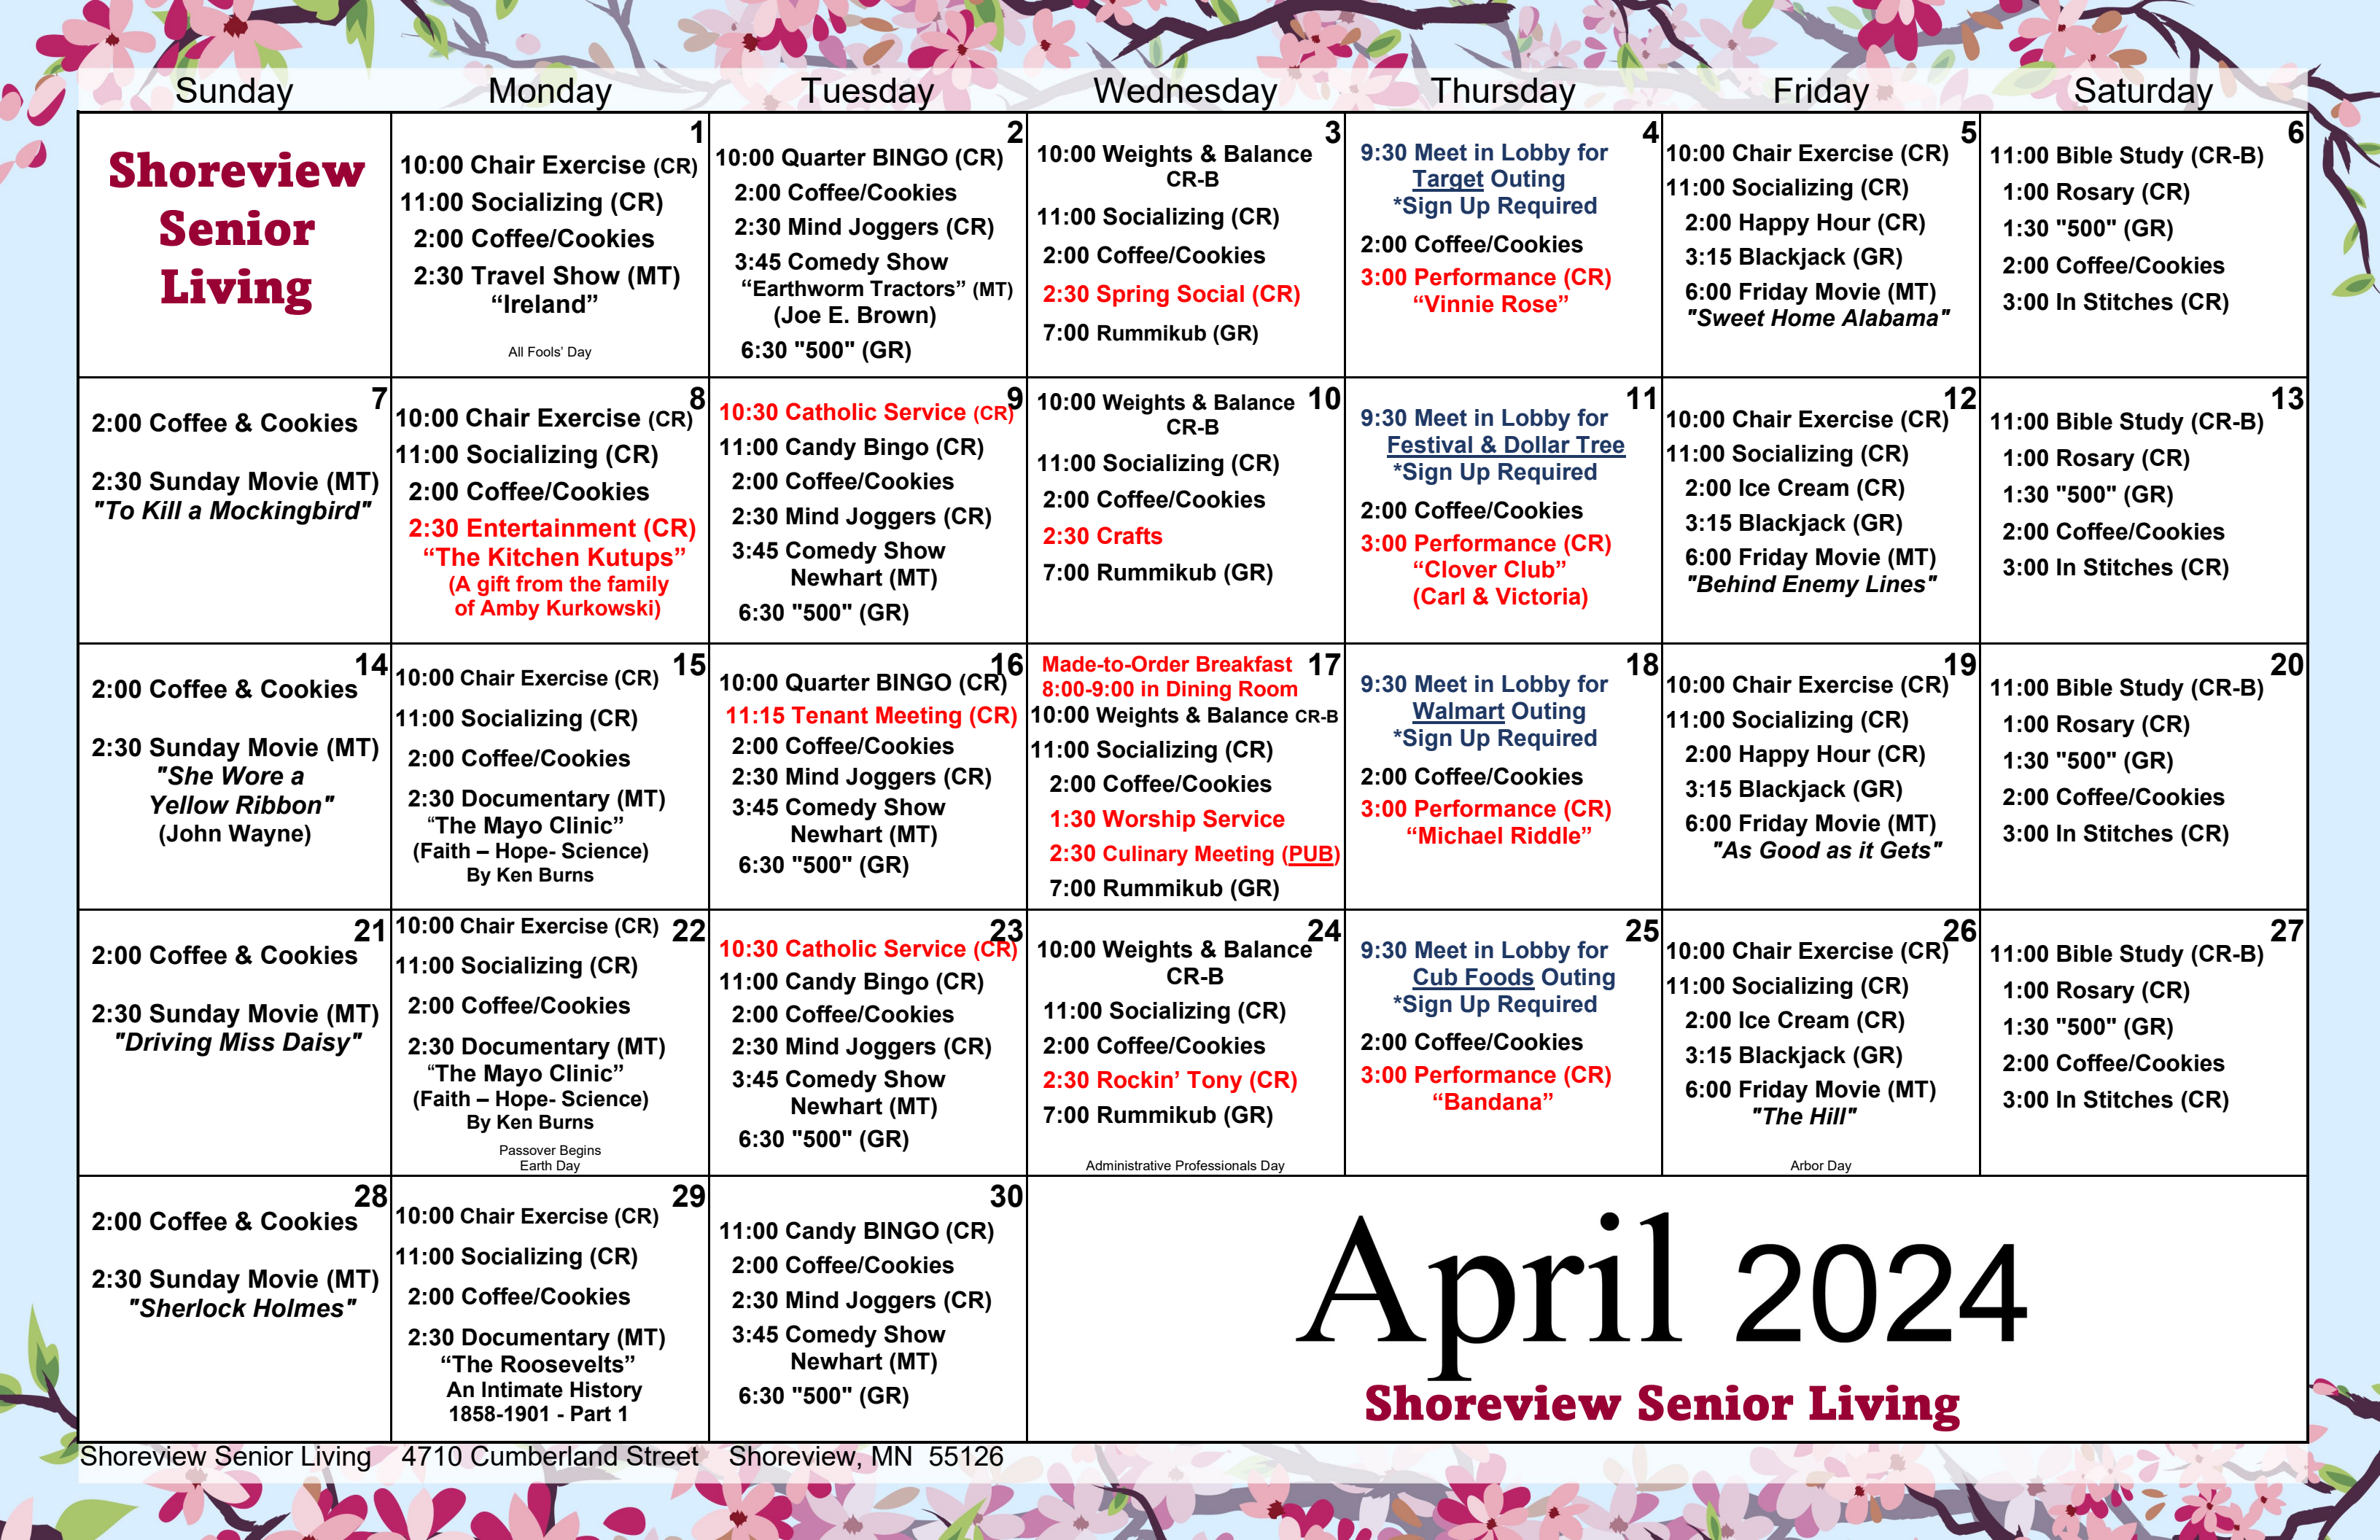 Sunday Monday Tuesday Wednesday Thursday Friday Saturday
Shoreview
Senior
Living
1
10:00 Chair Exercise (CR)
11:00 Socializing (CR)
2:00 Coffee/Cookies
2:30 Travel Show (MT)
“Ireland”
All Fools’ Day
2
10:00 Quarter BINGO (CR)
2:00 Coffee/Cookies
2:30 Mind Joggers (CR)
3:45 Comedy Show
“Earthworm Tractors” (MT)
(Joe E. Brown)
6:30 "500" (GR)
3
10:00 Weights & Balance
CR-B
11:00 Socializing (CR)
2:00 Coffee/Cookies
2:30 Spring Social (CR)
7:00 Rummikub (GR)
4
9:30 Meet in Lobby for
Target Outing
*Sign Up Required
2:00 Coffee/Cookies
3:00 Performance (CR)
“Vinnie Rose”
5
10:00 Chair Exercise (CR)
11:00 Socializing (CR)
2:00 Happy Hour (CR)
3:15 Blackjack (GR)
6:00 Friday Movie (MT)
"Sweet Home Alabama"
6
11:00 Bible Study (CR-B)
1:00 Rosary (CR)
1:30 "500" (GR)
2:00 Coffee/Cookies
3:00 In Stitches (CR)
7
2:00 Coffee & Cookies
2:30 Sunday Movie (MT)
"To Kill a Mockingbird"
8
10:00 Chair Exercise (CR)
11:00 Socializing (CR)
2:00 Coffee/Cookies
2:30 Entertainment (CR)
“The Kitchen Kutups”
(A gift from the family
of Amby Kurkowski)
9
10:30 Catholic Service (CR)
11:00 Candy Bingo (CR)
2:00 Coffee/Cookies
2:30 Mind Joggers (CR)
3:45 Comedy Show
Newhart (MT)
6:30 "500" (GR)
10
10:00 Weights & Balance
CR-B
11:00 Socializing (CR)
2:00 Coffee/Cookies
2:30 Crafts
7:00 Rummikub (GR)
11
9:30 Meet in Lobby for
Festival & Dollar Tree
*Sign Up Required
2:00 Coffee/Cookies
3:00 Performance (CR)
“Clover Club”
(Carl & Victoria)
12
10:00 Chair Exercise (CR)
11:00 Socializing (CR)
2:00 Ice Cream (CR)
3:15 Blackjack (GR)
6:00 Friday Movie (MT)
"Behind Enemy Lines"
13
11:00 Bible Study (CR-B)
1:00 Rosary (CR)
1:30 "500" (GR)
2:00 Coffee/Cookies
3:00 In Stitches (CR)
14
2:00 Coffee & Cookies
2:30 Sunday Movie (MT)
"She Wore a
Yellow Ribbon"
(John Wayne)
15
10:00 Chair Exercise (CR)
11:00 Socializing (CR)
2:00 Coffee/Cookies
2:30 Documentary (MT)
“The Mayo Clinic”
(Faith – Hope- Science)
By Ken Burns
16
10:00 Quarter BINGO (CR)
11:15 Tenant Meeting (CR)
2:00 Coffee/Cookies
2:30 Mind Joggers (CR)
3:45 Comedy Show
Newhart (MT)
6:30 "500" (GR)
17
Made-to-Order Breakfast
8:00-9:00 in Dining Room
10:00 Weights & Balance CR-B
11:00 Socializing (CR)
2:00 Coffee/Cookies
1:30 Worship Service
2:30 Culinary Meeting (PUB)
7:00 Rummikub (GR)
18
9:30 Meet in Lobby for
Walmart Outing
*Sign Up Required
2:00 Coffee/Cookies
3:00 Performance (CR)
“Michael Riddle”
19
10:00 Chair Exercise (CR)
11:00 Socializing (CR)
2:00 Happy Hour (CR)
3:15 Blackjack (GR)
6:00 Friday Movie (MT)
"As Good as it Gets"
20
11:00 Bible Study (CR-B)
1:00 Rosary (CR)
1:30 "500" (GR)
2:00 Coffee/Cookies
3:00 In Stitches (CR)
21
2:00 Coffee & Cookies
2:30 Sunday Movie (MT)
"Driving Miss Daisy"
22
10:00 Chair Exercise (CR)
11:00 Socializing (CR)
2:00 Coffee/Cookies
2:30 Documentary (MT)
“The Mayo Clinic”
(Faith – Hope- Science)
By Ken Burns
Passover Begins
Earth Day
23
10:30 Catholic Service (CR)
11:00 Candy Bingo (CR)
2:00 Coffee/Cookies
2:30 Mind Joggers (CR)
3:45 Comedy Show
Newhart (MT)
6:30 "500" (GR)
24
10:00 Weights & Balance
CR-B
11:00 Socializing (CR)
2:00 Coffee/Cookies
2:30 Rockin’ Tony (CR)
7:00 Rummikub (GR)
Administrative Professionals Day
25
9:30 Meet in Lobby for
Cub Foods Outing
*Sign Up Required
2:00 Coffee/Cookies
3:00 Performance (CR)
“Bandana”
26
10:00 Chair Exercise (CR)
11:00 Socializing (CR)
2:00 Ice Cream (CR)
3:15 Blackjack (GR)
6:00 Friday Movie (MT)
"The Hill"
Arbor Day
27
11:00 Bible Study (CR-B)
1:00 Rosary (CR)
1:30 "500" (GR)
2:00 Coffee/Cookies
3:00 In Stitches (CR)
28
2:00 Coffee & Cookies
2:30 Sunday Movie (MT)
"Sherlock Holmes"
29
10:00 Chair Exercise (CR)
11:00 Socializing (CR)
2:00 Coffee/Cookies
2:30 Documentary (MT)
“The Roosevelts”
An Intimate History
1858-1901 - Part 1
30
11:00 Candy BINGO (CR)
2:00 Coffee/Cookies
2:30 Mind Joggers (CR)
3:45 Comedy Show
Newhart (MT)
6:30 "500" (GR)
April 2024
Shoreview Senior Living
Shoreview Senior Living 4710 Cumberland Street Shoreview, MN 55126